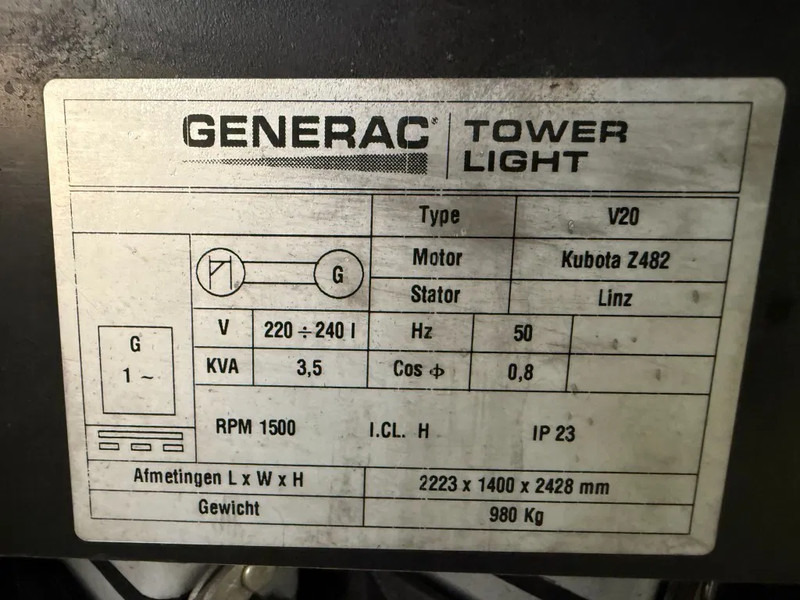 GENERAC® TOWER
LIGHT
Type V20
Motor Kubota Z482
G
Stator Linz
V 220 ÷ 240 I Hz 50
G
1 ~
KVA 3,5 Cos ϕ 0,8
RPM 1500 I.CL. H IP 23
Afmetingen L x W x H 2223 x 1400 x 2428 mm
Gewicht 980 Kg